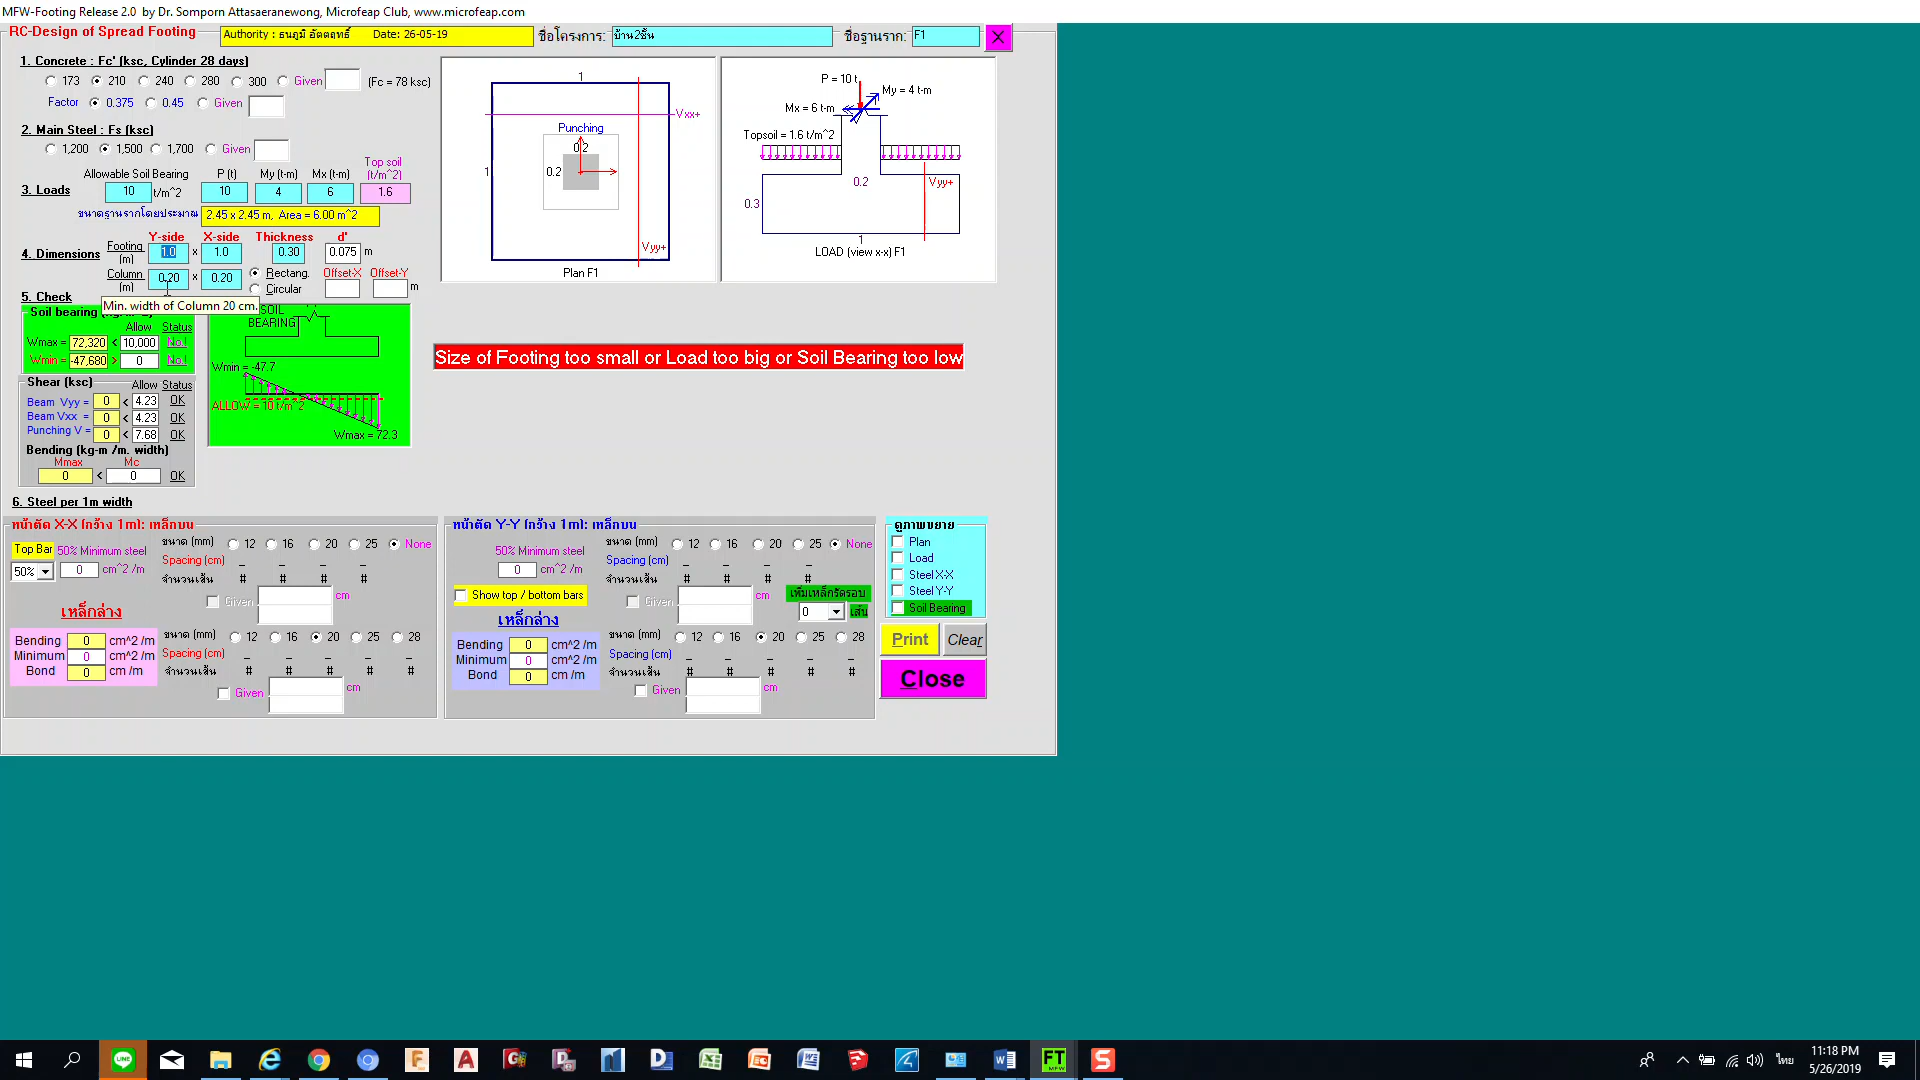 MFW-Footing Release 2.0 by Dr. Somporn Attasaeranewong, Microfeap Club, www.microfeap.com
RC-Design of Spread Footing
Authority : ธนภูมิ อัตตฤทธิ์ Date: 26-05-19
ชื่อโครงการ: บ้าน2ชั้น
ชื่อฐานราก: F1
X
1. Concrete : Fc' (ksc, Cylinder 28 days)
173 210 240 280 300 Given (Fc = 78 ksc)
Factor 0.375 0.45 Given
2. Main Steel : Fs (ksc)
1,200 1,500 1,700 Given
Top soil
Allowable Soil Bearing P (t) My (t-m) Mx (t-m) (t/m^2)
3. Loads 10 t/m^2 10 4 6 1.6
ขนาดฐานรากโดยประมาณ 2.45 x 2.45 m, Area = 6.00 m^2
Y-side X-side Thickness d'
4. Dimensions Footing (m) 1.0 x 1.0 0.30 0.075 m
Column (m) 0.20 x 0.20 Rectang. Offset-X Offset-Y
Circular m
5. Check
Min. width of Column 20 cm.
Soil bearing
Allow Status
Wmax = 72,320 < 10,000 No!
Wmin = -47,680 > 0 No!
Shear (ksc) Allow Status
Beam Vyy = 0 < 4.23 OK
Beam Vxx = 0 < 4.23 OK
Punching V = 0 < 7.68 OK
Bending (kg-m /m. width)
Mmax Mc
0 < 0 OK
SOIL
BEARING
Wmin = -47.7
ALLOW = 10 t/m^2
Wmax = 72.3
1
Vxx+
Punching
0.2
1 0.2
Vyy+
Plan F1
P = 10 t
My = 4 t-m
Mx = 6 t-m
Topsoil = 1.6 t/m^2
0.2 Vyy+
0.3
1
LOAD (view x-x) F1
Size of Footing too small or Load too big or Soil Bearing too low
6. Steel per 1m width
หน้าตัด X-X (กว้าง 1m): เหล็กบน
Top Bar 50% Minimum steel ขนาด (mm) 12 16 20 25 None
50% 0 cm^2 /m Spacing (cm) – – – –
จำนวนเส้น # # # #
Given cm
เหล็กล่าง
Bending 0 cm^2 /m ขนาด (mm) 12 16 20 25 28
Minimum 0 cm^2 /m Spacing (cm) – – – – –
Bond 0 cm /m จำนวนเส้น # # # # #
Given cm
หน้าตัด Y-Y (กว้าง 1m): เหล็กบน
50% Minimum steel ขนาด (mm) 12 16 20 25 None
0 cm^2 /m Spacing (cm) – – – –
จำนวนเส้น # # # #
Show top / bottom bars Given cm เพิ่มเหล็กรัดรอบ
0 เส้น
เหล็กล่าง
Bending 0 cm^2 /m ขนาด (mm) 12 16 20 25 28
Minimum 0 cm^2 /m Spacing (cm) – – – – –
Bond 0 cm /m จำนวนเส้น # # # # #
Given cm
ดูภาพขยาย
Plan
Load
Steel X-X
Steel Y-Y
Soil Bearing
Print Clear
Close
LINE
FT
MFW
ไทย
11:18 PM
5/26/2019